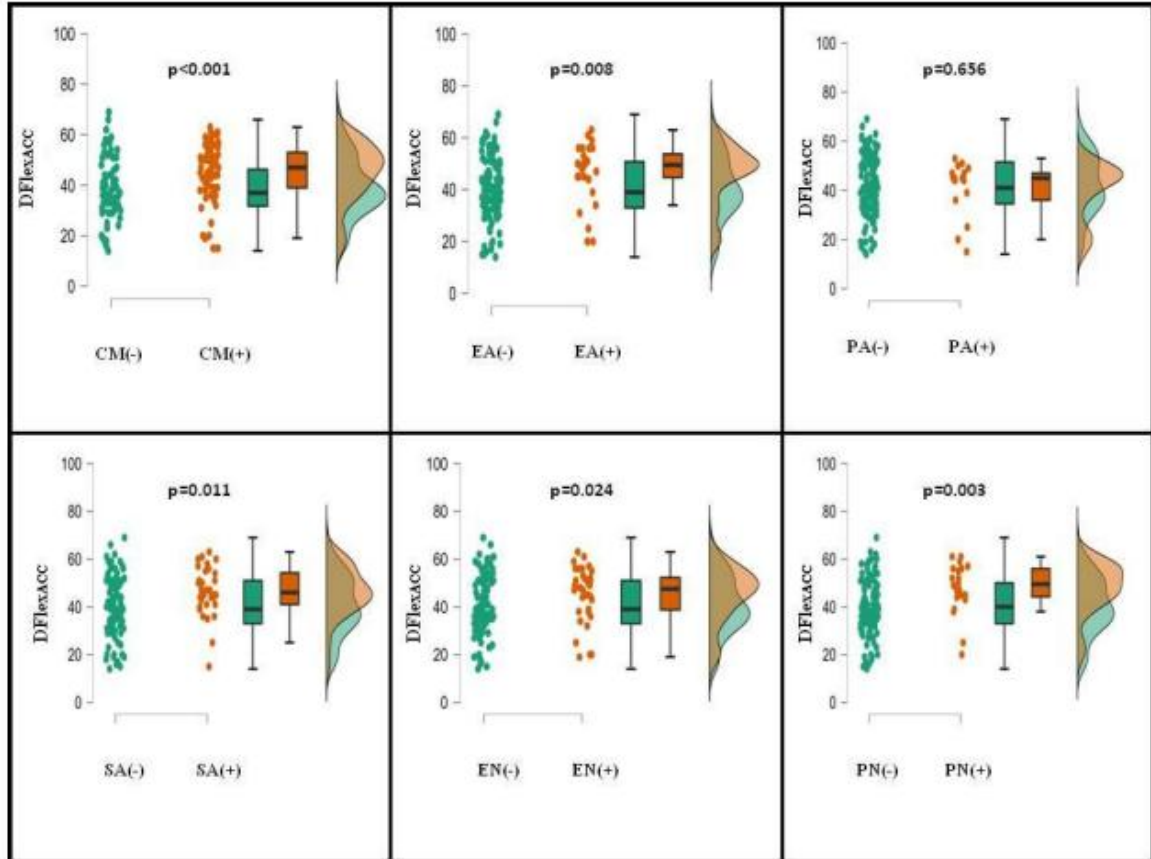 p<0.001
100
80
60
40
20
0
DFlexACC
CM(-) CM(+)
p=0.008
100
80
60
40
20
0
DFlexACC
EA(-) EA(+)
p=0.656
100
80
60
40
20
0
DFlexACC
PA(-) PA(+)
p=0.011
100
80
60
40
20
0
DFlexACC
SA(-) SA(+)
p=0.024
100
80
60
40
20
0
DFlexACC
EN(-) EN(+)
p=0.003
100
80
60
40
20
0
DFlexACC
PN(-) PN(+)